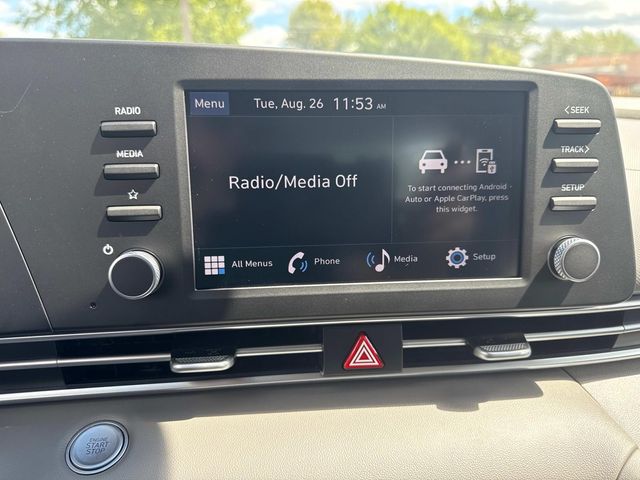 RADIO
MEDIA
Menu
Tue, Aug. 26 11:53 AM
Radio/Media Off
To start connecting Android
Auto or Apple CarPlay, press
this widget.
All Menus
Phone
Media
Setup
<SEEK
TRACK>
SETUP
ENGINE
START
STOP